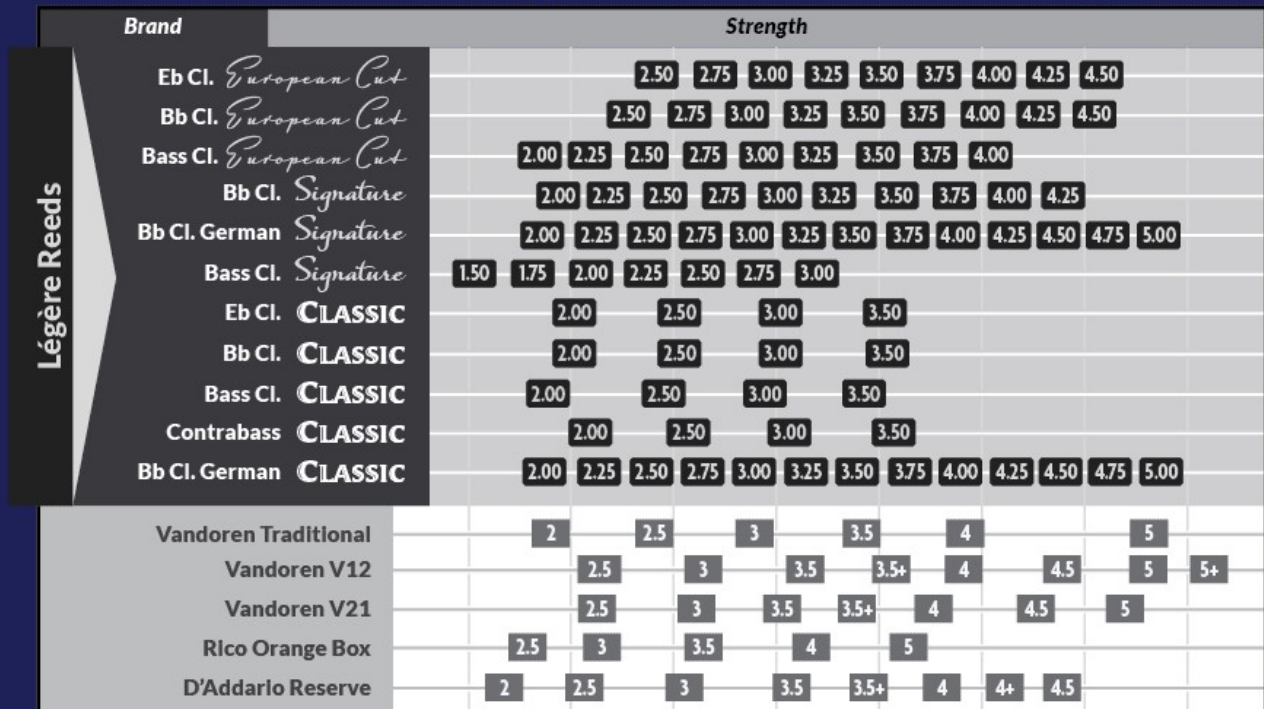 Brand Strength
Légère Reeds
Eb Cl. European Cut 2.50 2.75 3.00 3.25 3.50 3.75 4.00 4.25 4.50
Bb Cl. European Cut 2.50 2.75 3.00 3.25 3.50 3.75 4.00 4.25 4.50
Bass Cl. European Cut 2.00 2.25 2.50 2.75 3.00 3.25 3.50 3.75 4.00
Bb Cl. Signature 2.00 2.25 2.50 2.75 3.00 3.25 3.50 3.75 4.00 4.25
Bb Cl. German Signature 2.00 2.25 2.50 2.75 3.00 3.25 3.50 3.75 4.00 4.25 4.50 4.75 5.00
Bass Cl. Signature 1.50 1.75 2.00 2.25 2.50 2.75 3.00
Eb Cl. CLASSIC 2.00 2.50 3.00 3.50
Bb Cl. CLASSIC 2.00 2.50 3.00 3.50
Bass Cl. CLASSIC 2.00 2.50 3.00 3.50
Contrabass CLASSIC 2.00 2.50 3.00 3.50
Bb Cl. German CLASSIC 2.00 2.25 2.50 2.75 3.00 3.25 3.50 3.75 4.00 4.25 4.50 4.75 5.00
Vandoren Traditional 2 2.5 3 3.5 4 5
Vandoren V12 2.5 3 3.5 3.5+ 4 4.5 5 5+
Vandoren V21 2.5 3 3.5 3.5+ 4 4.5 5
Rico Orange Box 2.5 3 3.5 4 5
D'Addario Reserve 2 2.5 3 3.5 3.5+ 4 4+ 4.5